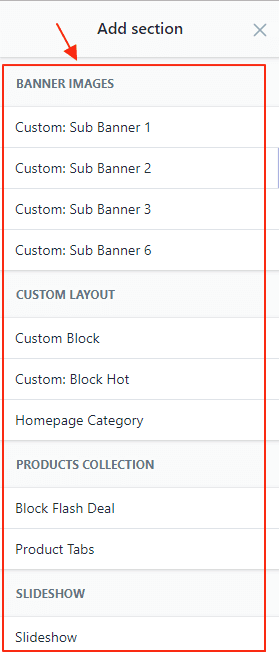 Add section
BANNER IMAGES
Custom: Sub Banner 1
Custom: Sub Banner 2
Custom: Sub Banner 3
Custom: Sub Banner 6
CUSTOM LAYOUT
Custom Block
Custom: Block Hot
Homepage Category
PRODUCTS COLLECTION
Block Flash Deal
Product Tabs
SLIDESHOW
Slideshow